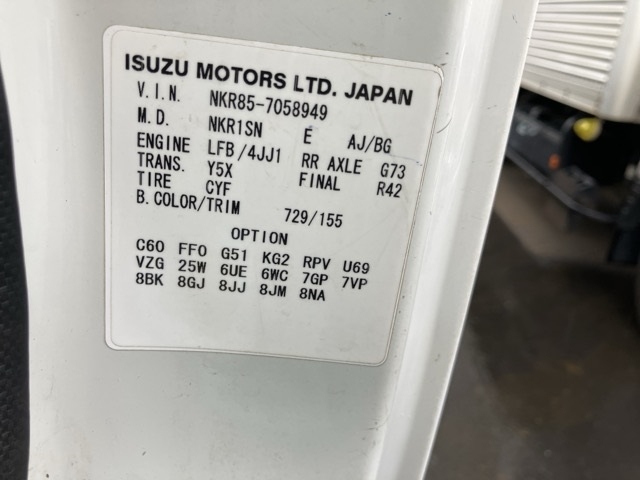 ISUZU MOTORS LTD. JAPAN
V.I.N. NKR85-7058949
M.D. NKR1SN E AJ/BG
ENGINE LFB/4JJ1 RR AXLE G73
TRANS. Y5X FINAL R42
TIRE CYF
B.COLOR/TRIM 729/155
OPTION
C60 FF0 G51 KG2 RPV U69
VZG 25W 6UE 6WC 7GP 7VP
8BK 8GJ 8JJ 8JM 8NA